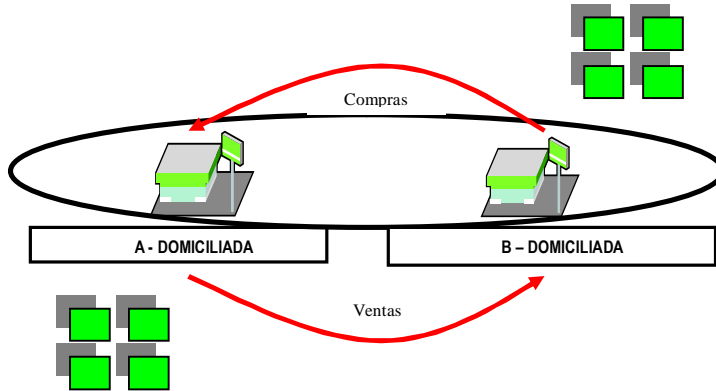 Compras
A - DOMICILIADA
B – DOMICILIADA
Ventas